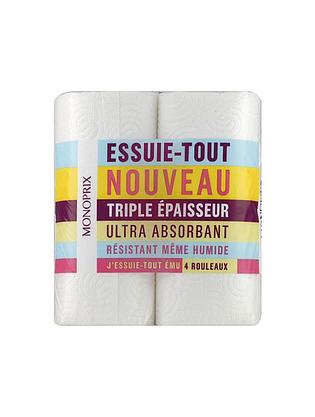 MONOPRIX
ESSUIE-TOUT
NOUVEAU
TRIPLE ÉPAISSEUR
ULTRA ABSORBANT
RÉSISTANT MÊME HUMIDE
J'ESSUIE-TOUT ÉMU 4 ROULEAUX